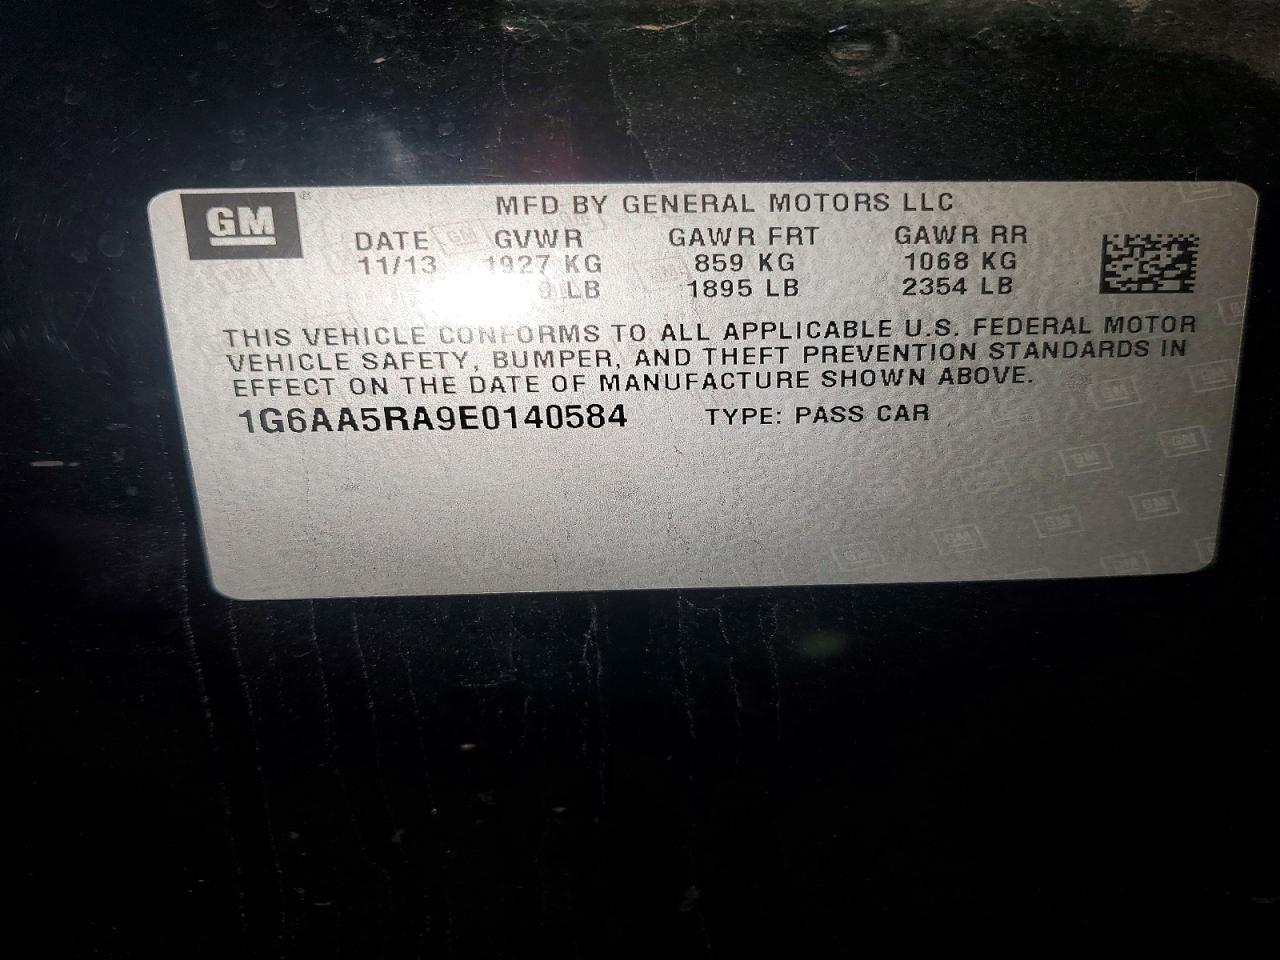 GM ®
MFD BY GENERAL MOTORS LLC
DATE GVWR GAWR FRT GAWR RR
11/13 1927 KG 859 KG 1068 KG
LB 1895 LB 2354 LB
THIS VEHICLE CONFORMS TO ALL APPLICABLE U.S. FEDERAL MOTOR
VEHICLE SAFETY, BUMPER, AND THEFT PREVENTION STANDARDS IN
EFFECT ON THE DATE OF MANUFACTURE SHOWN ABOVE.
1G6AA5RA9E0140584 TYPE: PASS CAR